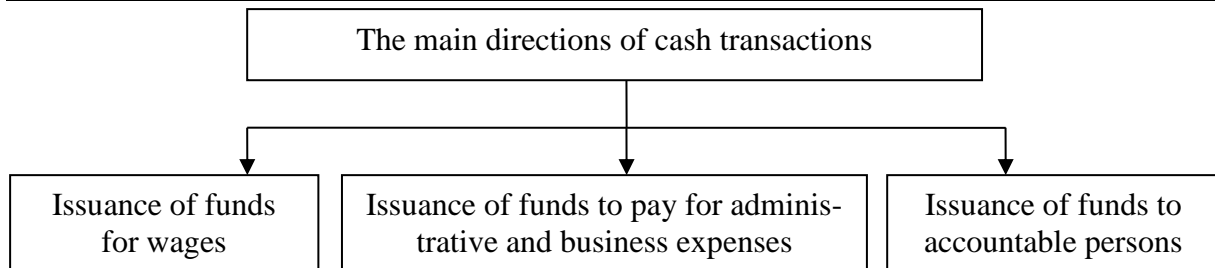 The main directions of cash transactions
Issuance of funds
for wages
Issuance of funds to pay for adminis-
trative and business expenses
Issuance of funds to
accountable persons